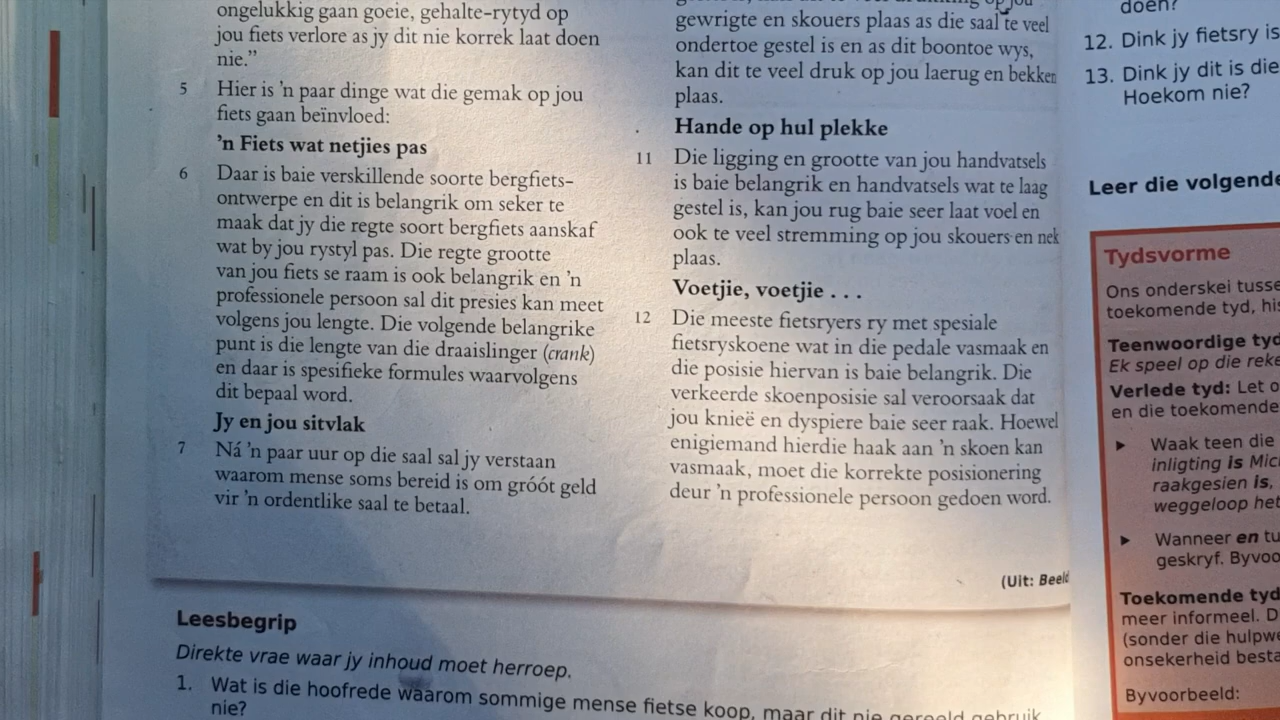 ongelukkig gaan goeie, gehalte-rytyd op
jou fiets verlore as jy dit nie korrek laat doen
nie.”
5 Hier is ’n paar dinge wat die gemak op jou
fiets gaan beïnvloed:
’n Fiets wat netjies pas
6 Daar is baie verskillende soorte bergfiets-
ontwerpe en dit is belangrik om seker te
maak dat jy die regte soort bergfiets aanskaf
wat by jou rystyl pas. Die regte grootte
van jou fiets se raam is ook belangrik en ’n
professionele persoon sal dit presies kan meet
volgens jou lengte. Die volgende belangrike
punt is die lengte van die draaislinger (crank)
en daar is spesifieke formules waarvolgens
dit bepaal word.
Jy en jou sitvlak
7 Ná ’n paar uur op die saal sal jy verstaan
waarom mense soms bereid is om gróót geld
vir ’n ordentlike saal te betaal.
op jou
gewrigte en skouers plaas as die saal te veel
ondertoe gestel is en as dit boontoe wys,
kan dit te veel druk op jou laerug en bekken
plaas.
Hande op hul plekke
11 Die ligging en grootte van jou handvatsels
is baie belangrik en handvatsels wat te laag
gestel is, kan jou rug baie seer laat voel en
ook te veel stremming op jou skouers en nek
plaas.
Voetjie, voetjie . . .
12 Die meeste fietsryers ry met spesiale
fietsryskoene wat in die pedale vasmaak en
die posisie hiervan is baie belangrik. Die
verkeerde skoenposisie sal veroorsaak dat
jou knieë en dyspiere baie seer raak. Hoewel
enigiemand hierdie haak aan ’n skoen kan
vasmaak, moet die korrekte posisionering
deur ’n professionele persoon gedoen word.
(Uit: Beeld
Leesbegrip
Direkte vrae waar jy inhoud moet herroep.
1. Wat is die hoofrede waarom sommige mense fietse koop, maar dit nie gereeld gebruik
nie?
doen?
12. Dink jy fietsry is
13. Dink jy dit is die
Hoekom nie?
Leer die volgende
Tydsvorme
Ons onderskei tusse
toekomende tyd, his
Teenwoordige tyd
Ek speel op die reke
Verlede tyd: Let o
en die toekomende
► Waak teen die
inligting is Mic
raakgesien is,
weggeloop het
► Wanneer en tu
geskryf. Byvoo
Toekomende tyd
meer informeel. D
(sonder die hulpwe
onsekerheid besta
Byvoorbeeld: